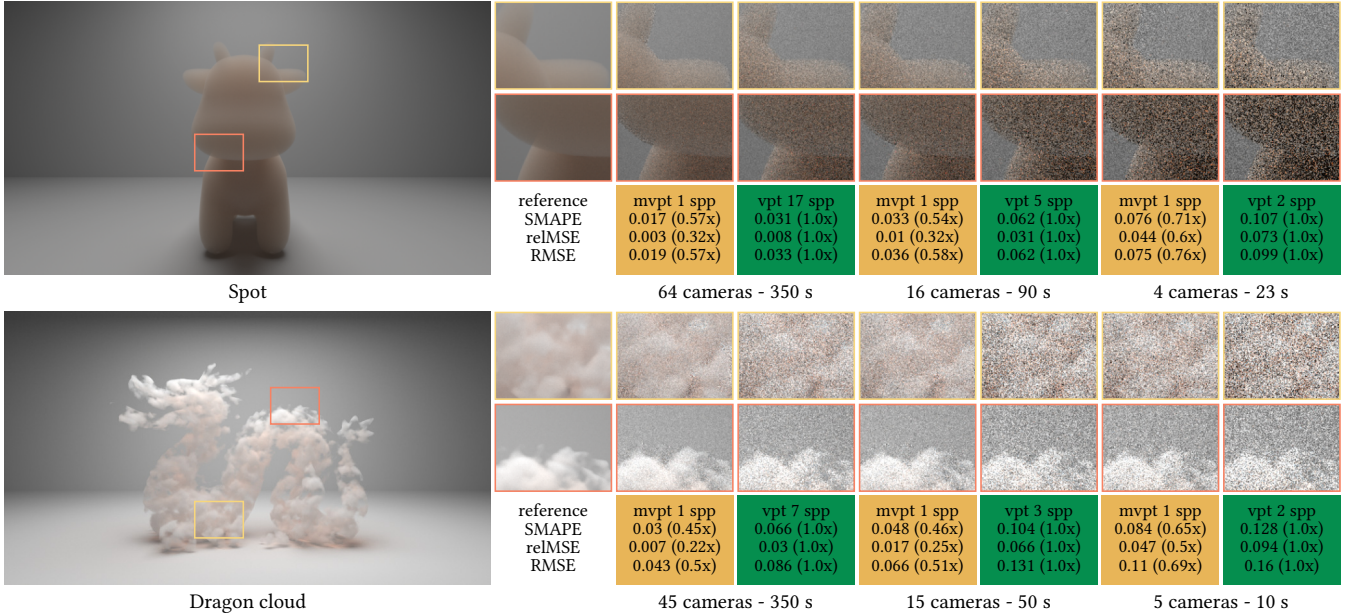 reference mvpt 1 spp vpt 17 spp mvpt 1 spp vpt 5 spp mvpt 1 spp vpt 2 spp
SMAPE 0.017 (0.57x) 0.031 (1.0x) 0.033 (0.54x) 0.062 (1.0x) 0.076 (0.71x) 0.107 (1.0x)
relMSE 0.003 (0.32x) 0.008 (1.0x) 0.01 (0.32x) 0.031 (1.0x) 0.044 (0.6x) 0.073 (1.0x)
RMSE 0.019 (0.57x) 0.033 (1.0x) 0.036 (0.58x) 0.062 (1.0x) 0.075 (0.76x) 0.099 (1.0x)
Spot 64 cameras - 350 s 16 cameras - 90 s 4 cameras - 23 s
reference mvpt 1 spp vpt 7 spp mvpt 1 spp vpt 3 spp mvpt 1 spp vpt 2 spp
SMAPE 0.03 (0.45x) 0.066 (1.0x) 0.048 (0.46x) 0.104 (1.0x) 0.084 (0.65x) 0.128 (1.0x)
relMSE 0.007 (0.22x) 0.03 (1.0x) 0.017 (0.25x) 0.066 (1.0x) 0.047 (0.5x) 0.094 (1.0x)
RMSE 0.043 (0.5x) 0.086 (1.0x) 0.066 (0.51x) 0.131 (1.0x) 0.11 (0.69x) 0.16 (1.0x)
Dragon cloud 45 cameras - 350 s 15 cameras - 50 s 5 cameras - 10 s